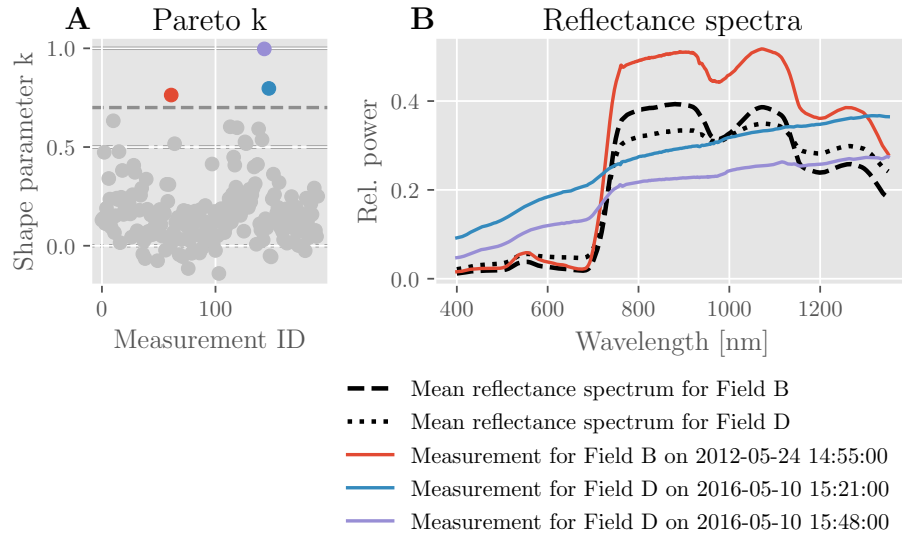 A Pareto k
Shape parameter k
1.0
0.5
0.0
0 100
Measurement ID
B Reflectance spectra
Rel. power
0.4
0.2
0.0
400 600 800 1000 1200
Wavelength [nm]
Mean reflectance spectrum for Field B
Mean reflectance spectrum for Field D
Measurement for Field B on 2012-05-24 14:55:00
Measurement for Field D on 2016-05-10 15:21:00
Measurement for Field D on 2016-05-10 15:48:00